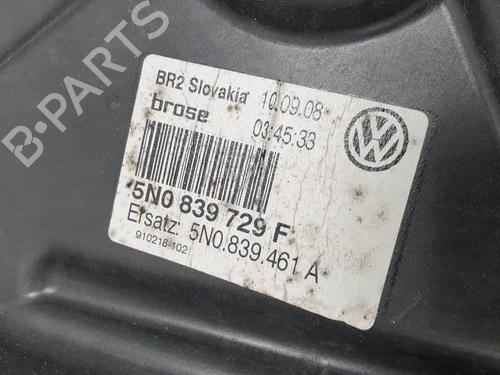 BR2 Slovakia 10.09.08
brose 03:45:33
5N0 839 729 F
Ersatz: 5N0.839.461 A
910218-102
B-PARTS